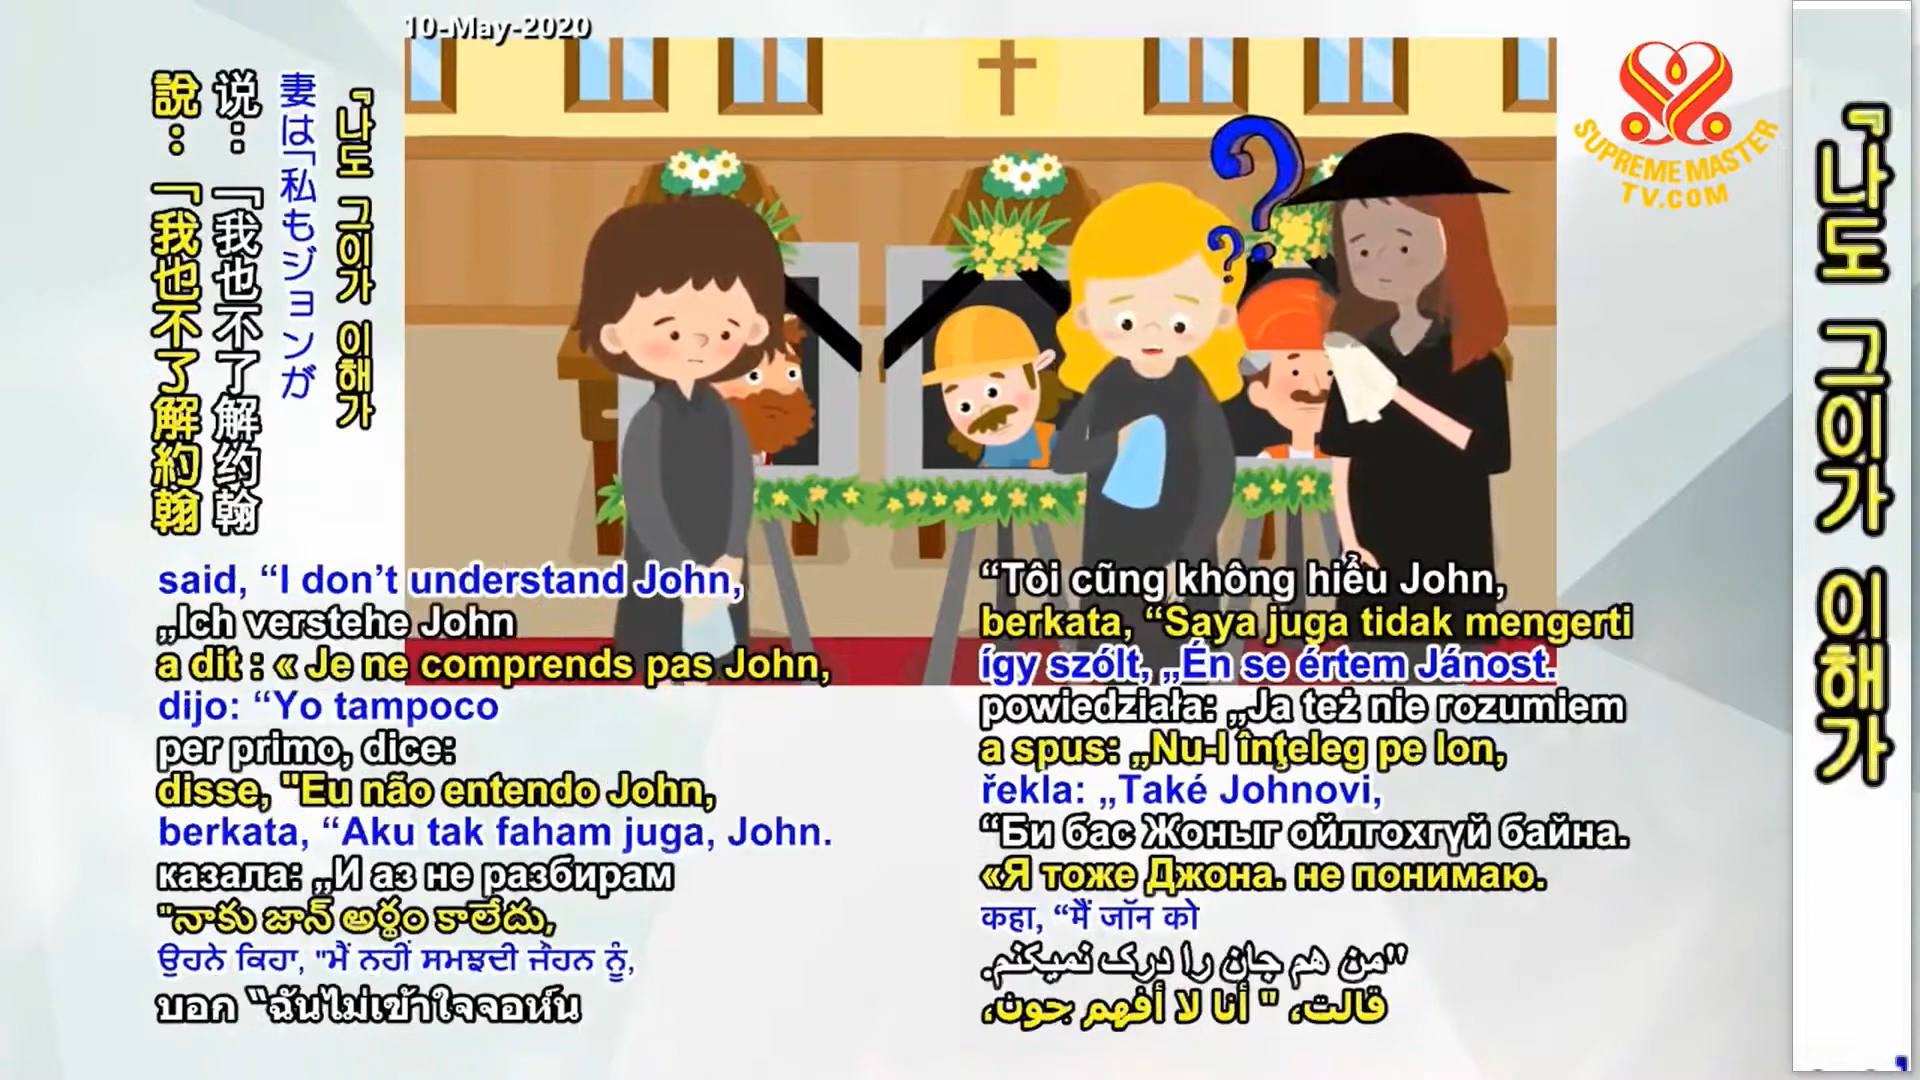 10-May-2020
說：「我也不了解約翰
说：「我也不了解约翰
妻は「私もジョンが
『나도 그이가 이해가
SUPREME MASTER
TV.COM
said, “I don’t understand John,
„Ich verstehe John
a dit : « Je ne comprends pas John,
dijo: “Yo tampoco
per primo, dice:
disse, "Eu não entendo John,
berkata, “Aku tak faham juga, John.
казала: „И аз не разбирам
"నాకు జాన్ అర్థం కాలేదు,
ਉਹਨੇ ਕਿਹਾ, "ਮੈਂ ਨਹੀਂ ਸਮਝਦੀ ਜੋਹਨ ਨੂੰ,
บอก “ฉันไม่เข้าใจจอห์น
“Tôi cũng không hiểu John,
berkata, “Saya juga tidak mengerti
így szólt, „Én se értem Jánost.
powiedziała: „Ja też nie rozumiem
a spus: „Nu-l înţeleg pe Ion,
řekla: „Také Johnovi,
“Би бас Жоныг ойлгохгүй байна.
«Я тоже Джона. не понимаю.
कहा, “मैं जॉन को
"من هم جان را درک نمیکنم.
قالت، " أنا لا أفهم جون،
『나도 그이가 이해가